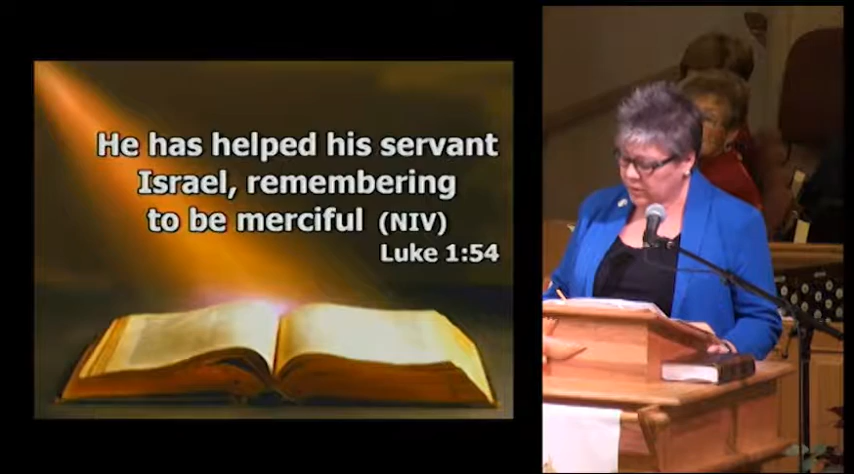 He has helped his servant
Israel, remembering
to be merciful (NIV)
Luke 1:54